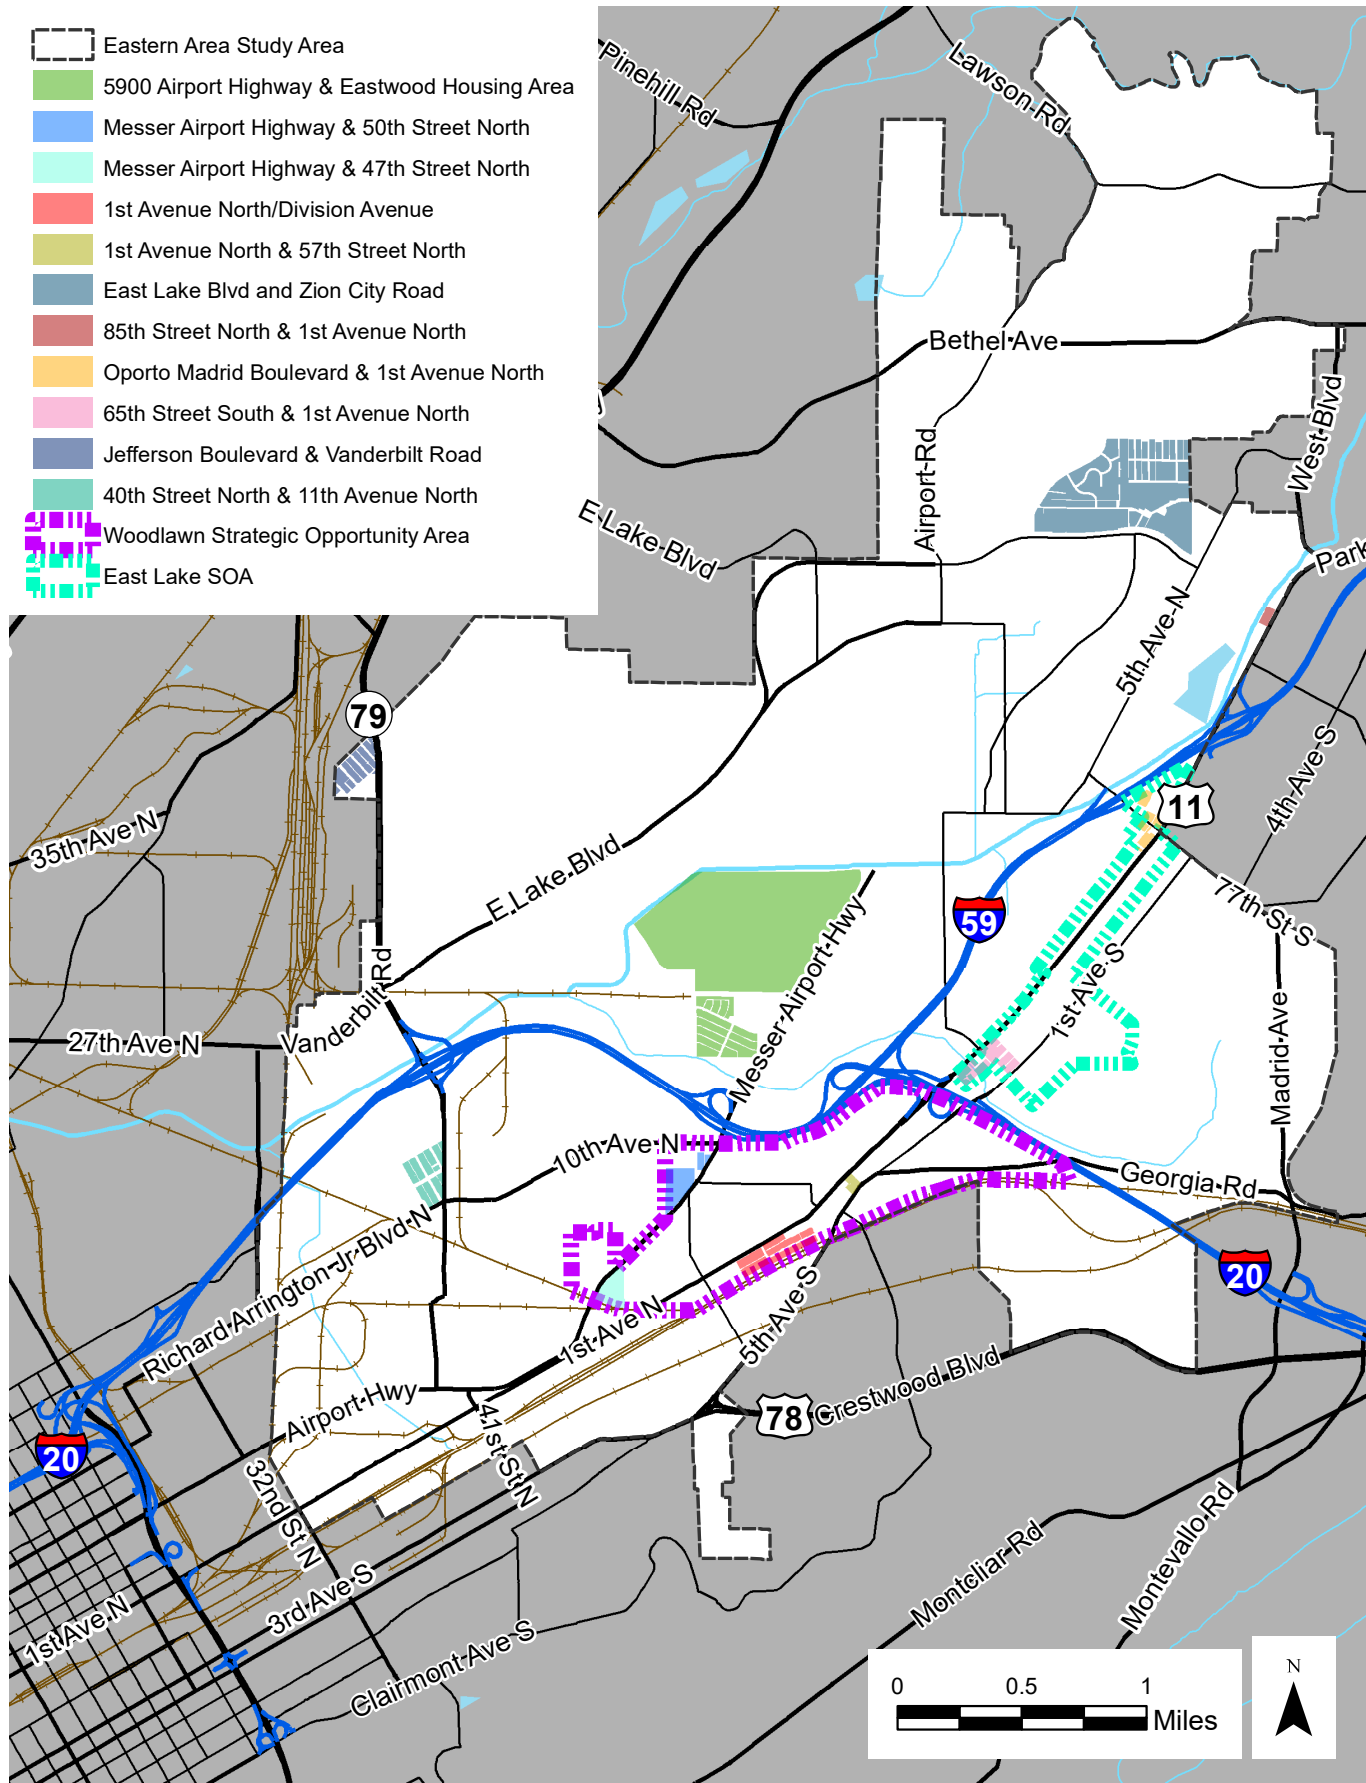 Eastern Area Study Area
5900 Airport Highway & Eastwood Housing Area
Messer Airport Highway & 50th Street North
Messer Airport Highway & 47th Street North
1st Avenue North/Division Avenue
1st Avenue North & 57th Street North
East Lake Blvd and Zion City Road
85th Street North & 1st Avenue North
Oporto Madrid Boulevard & 1st Avenue North
65th Street South & 1st Avenue North
Jefferson Boulevard & Vanderbilt Road
40th Street North & 11th Avenue North
Woodlawn Strategic Opportunity Area
East Lake SOA
Pinehill Rd
Lawson Rd
Bethel Ave
West Blvd
Airport Rd
E Lake Blvd
Park
5th Ave N
79
4th Ave S
11
35th Ave N
E Lake Blvd
77th St S
59
Messer Airport Hwy
1st Ave S
Vanderbilt Rd
27th Ave N
Madrid Ave
10th Ave N
Georgia Rd
Richard Arrington Jr Blvd N
20
5th Ave S
1st Ave N
Airport Hwy
Crestwood Blvd
78
41st St N
20
32nd St N
3rd Ave S
1st Ave N
Clairmont Ave S
Montclair Rd
Montevallo Rd
0 0.5 1
Miles
N